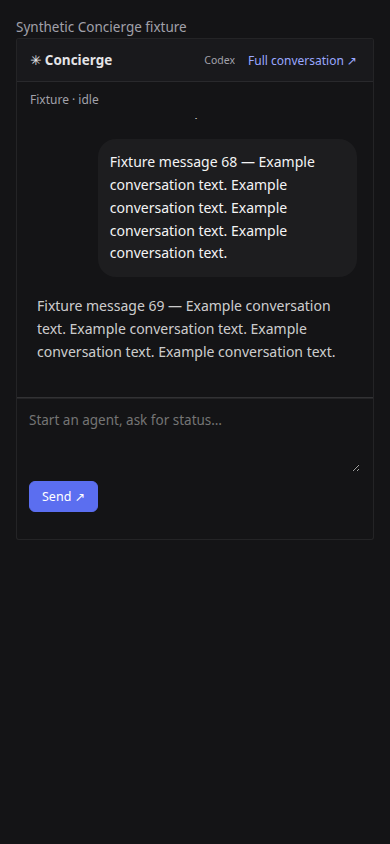 Synthetic Concierge fixture
✳ Concierge Codex Full conversation ↗
Fixture · idle
Fixture message 68 — Example
conversation text. Example
conversation text. Example
conversation text. Example
conversation text.
Fixture message 69 — Example conversation
text. Example conversation text. Example
conversation text. Example conversation text.
Start an agent, ask for status...
Send ↗